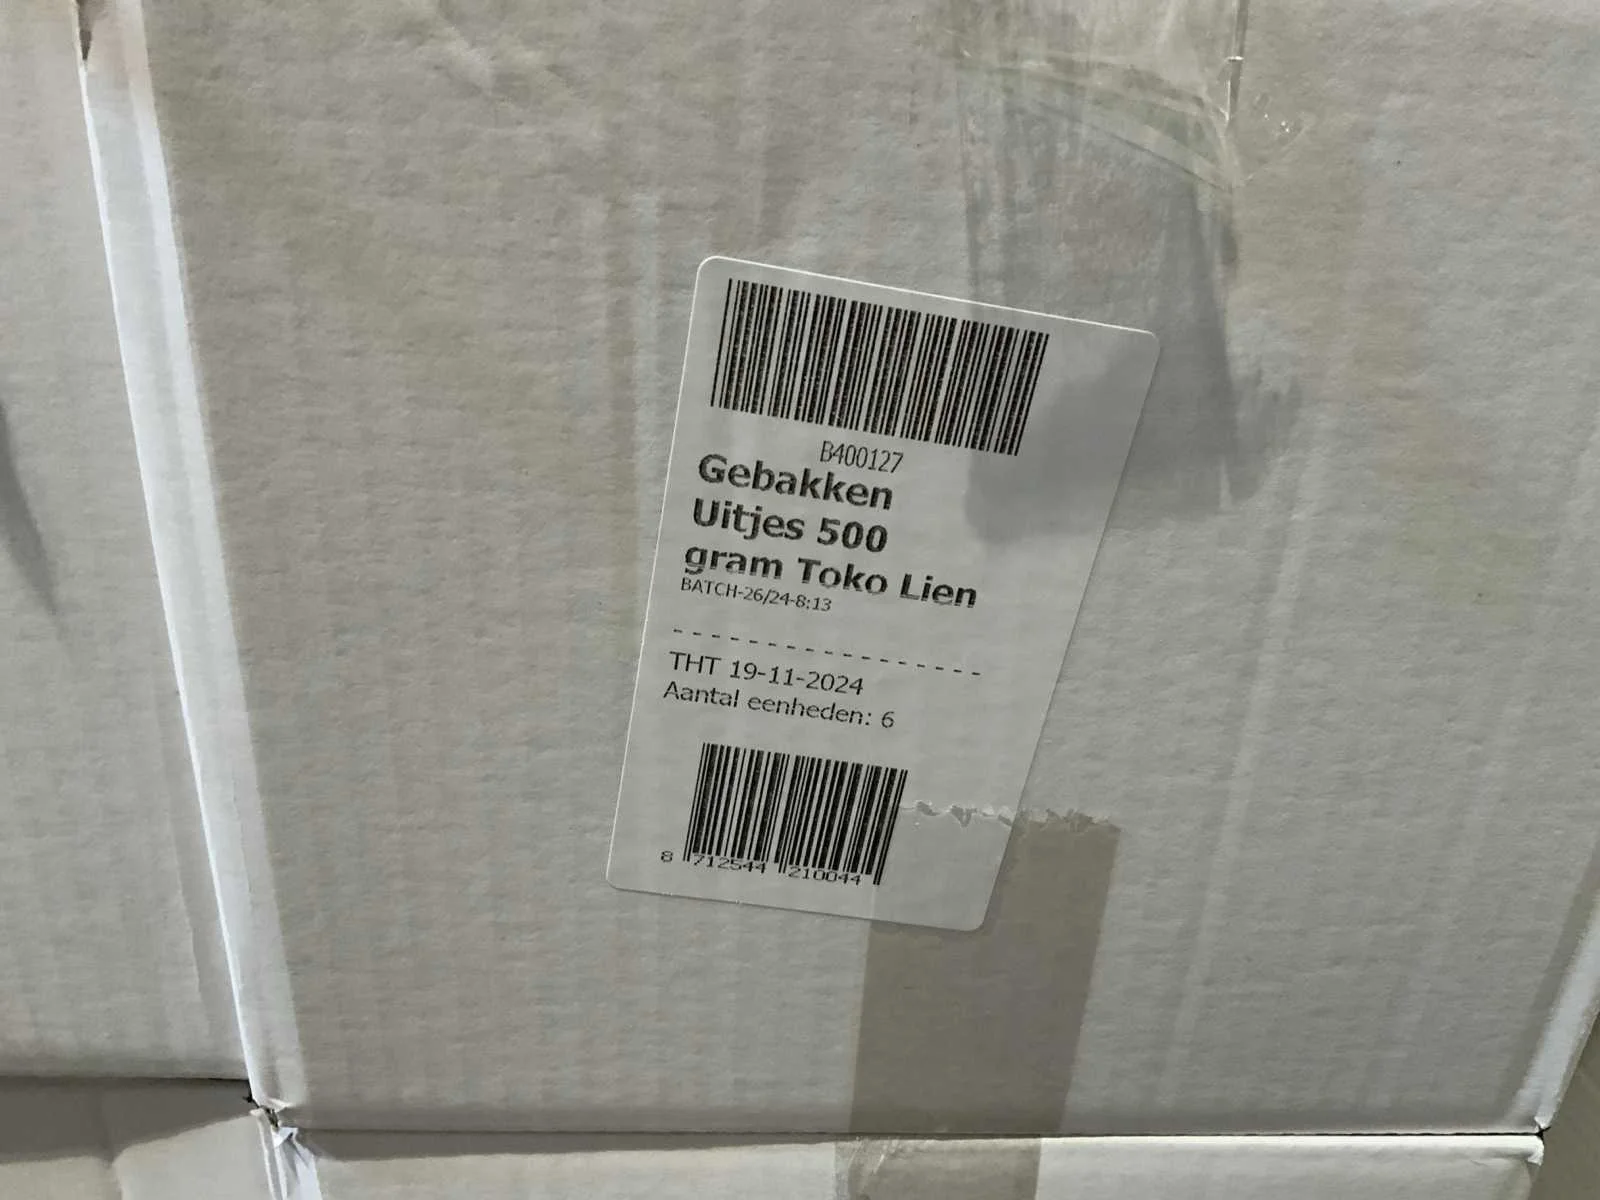 B400127
Gebakken
Uitjes 500
gram Toko Lien
BATCH-26/24-8:13
- - - - - - - - - - - - - - - - -
THT 19-11-2024
Aantal eenheden: 6
8 712544 210044